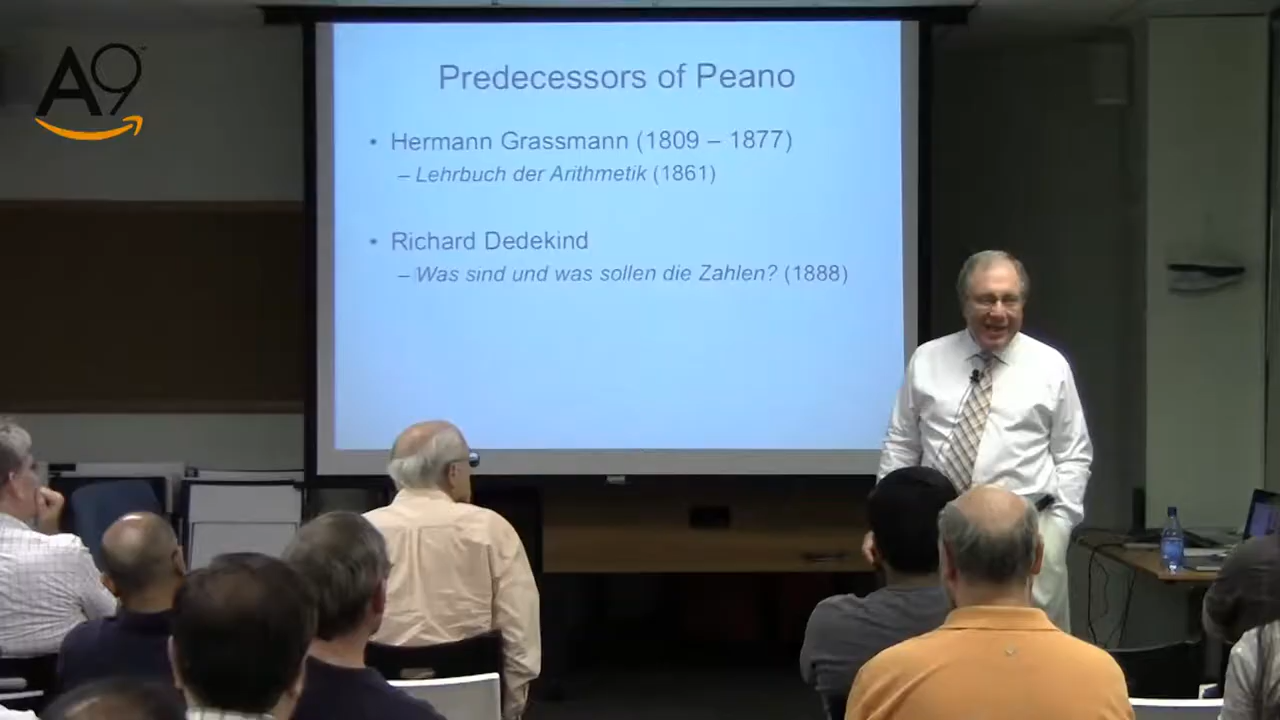 A9
Predecessors of Peano
• Hermann Grassmann (1809 – 1877)
– Lehrbuch der Arithmetik (1861)
• Richard Dedekind
– Was sind und was sollen die Zahlen? (1888)